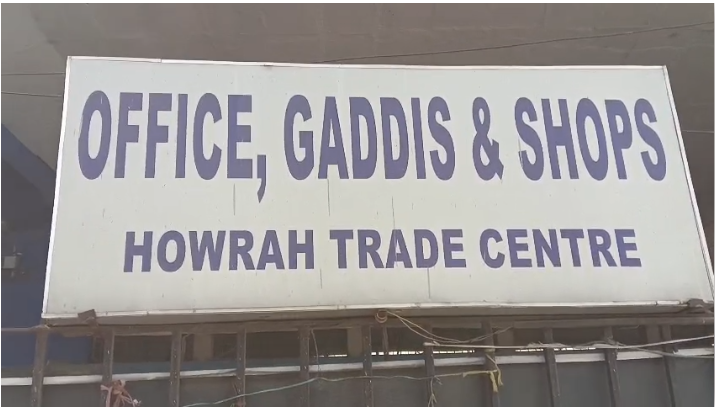 OFFICE, GADDIS & SHOPS
HOWRAH TRADE CENTRE